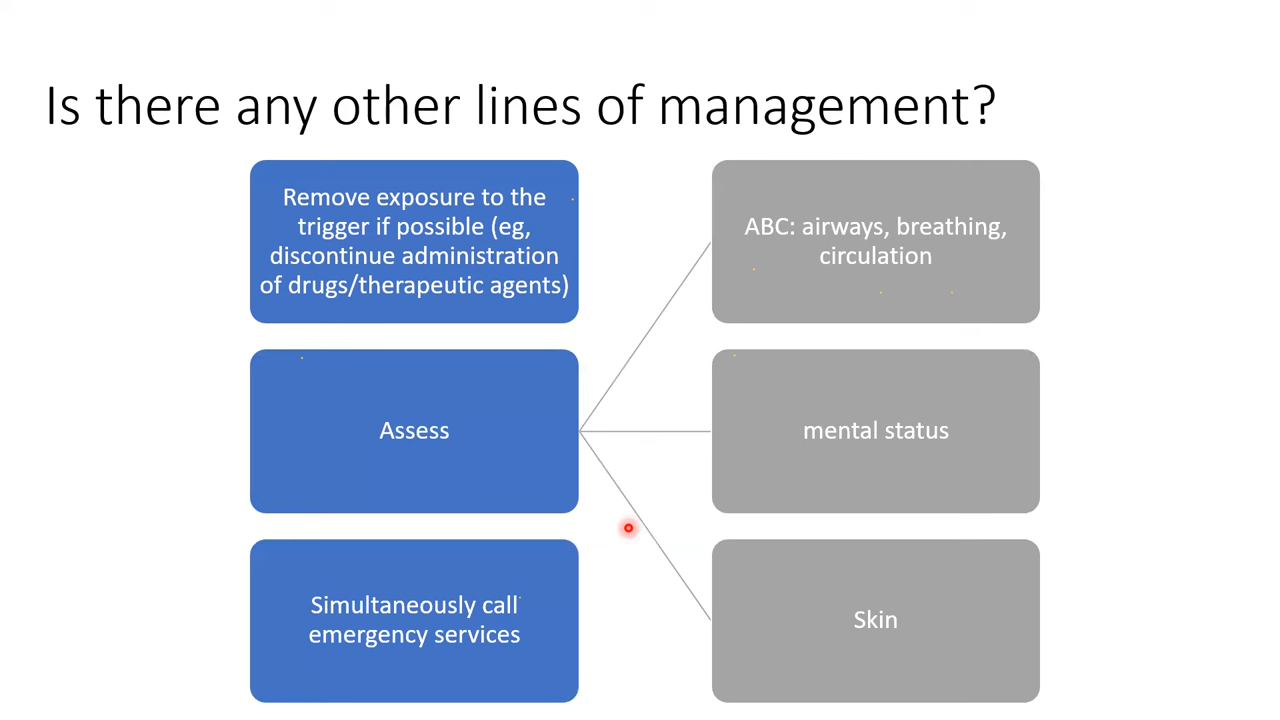 Is there any other lines of management?
Remove exposure to the
trigger if possible (eg,
discontinue administration
of drugs/therapeutic agents)
ABC: airways, breathing,
circulation
Assess
mental status
Simultaneously call
emergency services
Skin